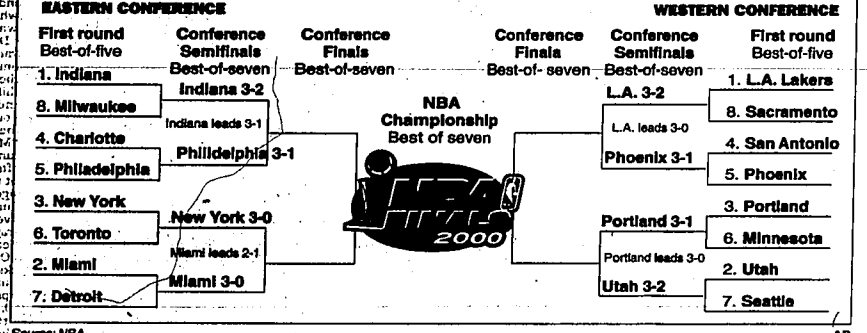 EASTERN CONFERENCE
First round
Best-of-five
Conference
Semifinals
Best-of-seven
Conference
Finals
Best-of-seven
1. Indiana
8. Milwaukee
4. Charlotte
5. Philadelphia
3. New York
6. Toronto
2. Miami
7. Detroit
Indiana 3-2
Indiana leads 3-1
Philidelphia 3-1
New York 3-0
Miami leads 2-1
Miami 3-0
NBA
Championship
Best of seven
NBA
FINALS
2000
WESTERN CONFERENCE
Conference
Finals
Best-of- seven
Conference
Semifinals
Best-of-seven
First round
Best-of-five
L.A. 3-2
L.A. leads 3-0
Phoenix 3-1
Portland 3-1
Portland leads 3-0
Utah 3-2
1. L.A. Lakers
8. Sacramento
4. San Antonio
5. Phoenix
3. Portland
6. Minnesota
2. Utah
7. Seattle
Source: NBA
AP